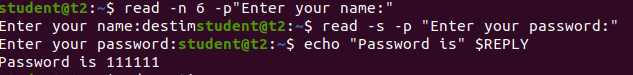 student@t2:~$ read -n 6 -p"Enter your name:"
Enter your name:destimstudent@t2:~$ read -s -p "Enter your password:"
Enter your password:student@t2:~$ echo "Password is" $REPLY
Password is 111111